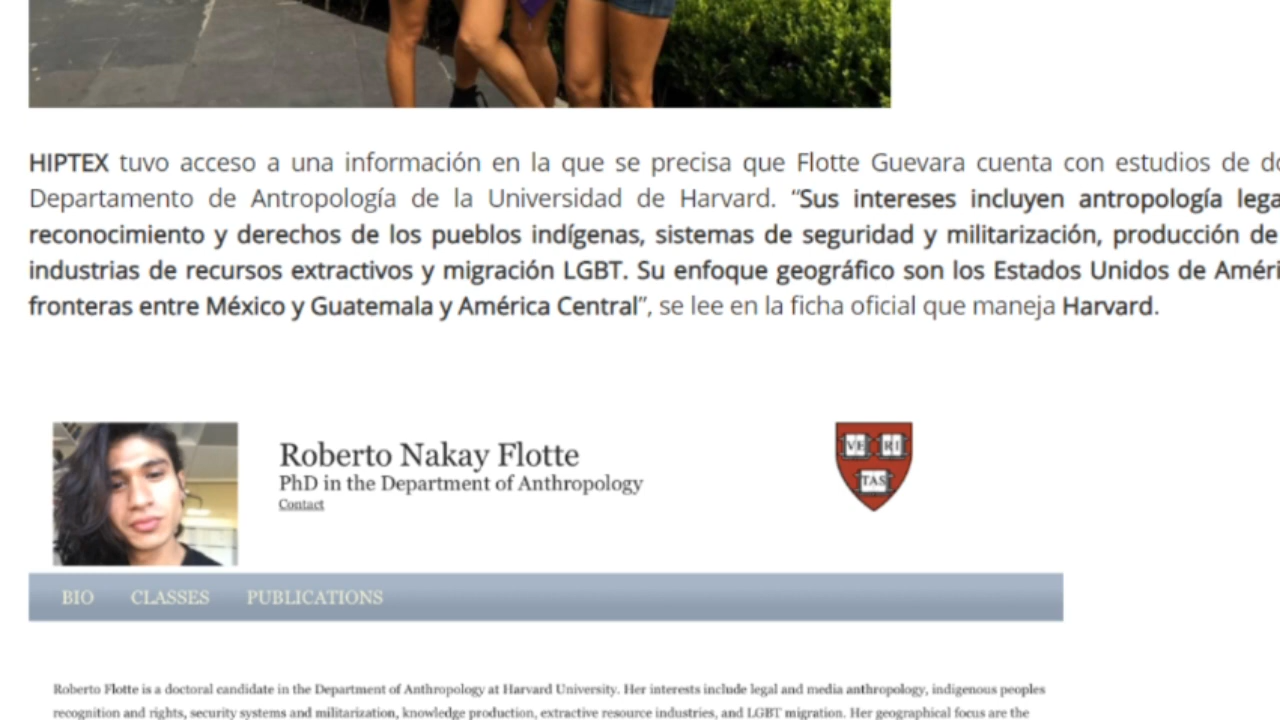 HIPTEX tuvo acceso a una información en la que se precisa que Flotte Guevara cuenta con estudios de
Departamento de Antropología de la Universidad de Harvard. “Sus intereses incluyen antropología
reconocimiento y derechos de los pueblos indígenas, sistemas de seguridad y militarización, producción de
industrias de recursos extractivos y migración LGBT. Su enfoque geográfico son los Estados Unidos de
fronteras entre México y Guatemala y América Central”, se lee en la ficha oficial que maneja Harvard.
Roberto Nakay Flotte
PhD in the Department of Anthropology
Contact
VE RI
TAS
BIO CLASSES PUBLICATIONS
Roberto Flotte is a doctoral candidate in the Department of Anthropology at Harvard University. Her interests include legal and media anthropology, indigenous peoples
recognition and rights, security systems and militarization, knowledge production, extractive resource industries, and LGBT migration. Her geographical focus are the